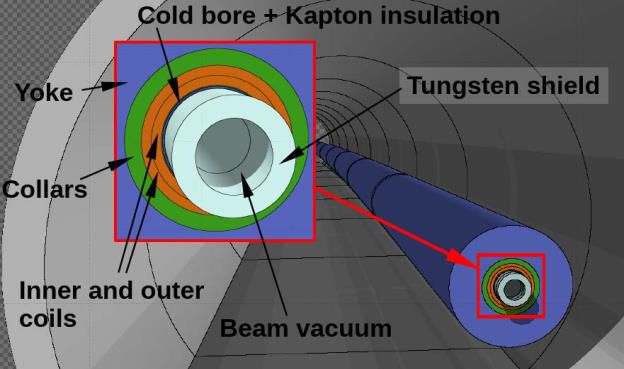 Cold bore + Kapton insulation
Yoke
Tungsten shield
Collars
Inner and outer
coils
Beam vacuum